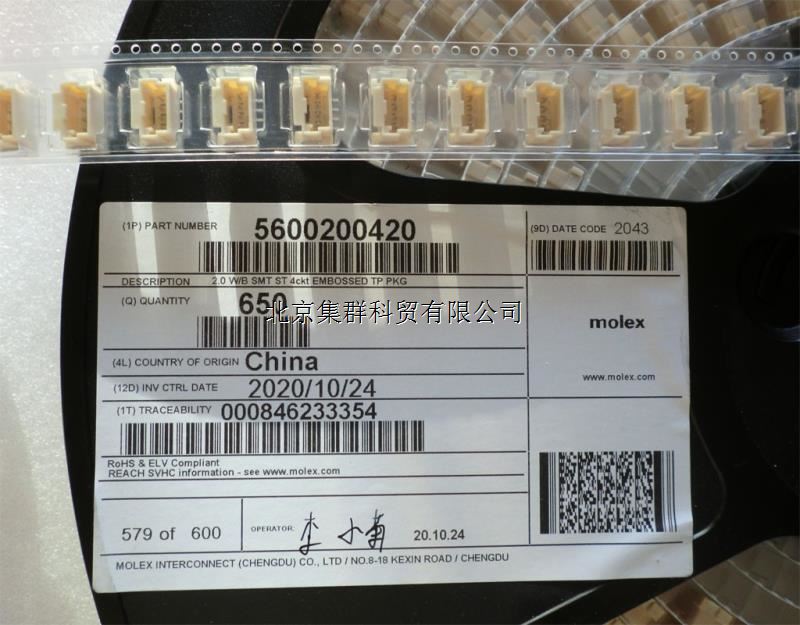 (1P) PART NUMBER 5600200420
(9D) DATE CODE 2043
DESCRIPTION 2.0 W/B SMT ST 4ckt EMBOSSED TP PKG
(Q) QUANTITY 650
北京集群科贸有限公司
molex
www.molex.com
(4L) COUNTRY OF ORIGIN China
(12D) INV CTRL DATE 2020/10/24
(1T) TRACEABILITY 000846233354
RoHS & ELV Compliant
REACH SVHC information - see www.molex.com
579 of 600
OPERATOR. 李小南
20.10.24
MOLEX INTERCONNECT (CHENGDU) CO., LTD / NO.8-18 KEXIN ROAD / CHENGDU